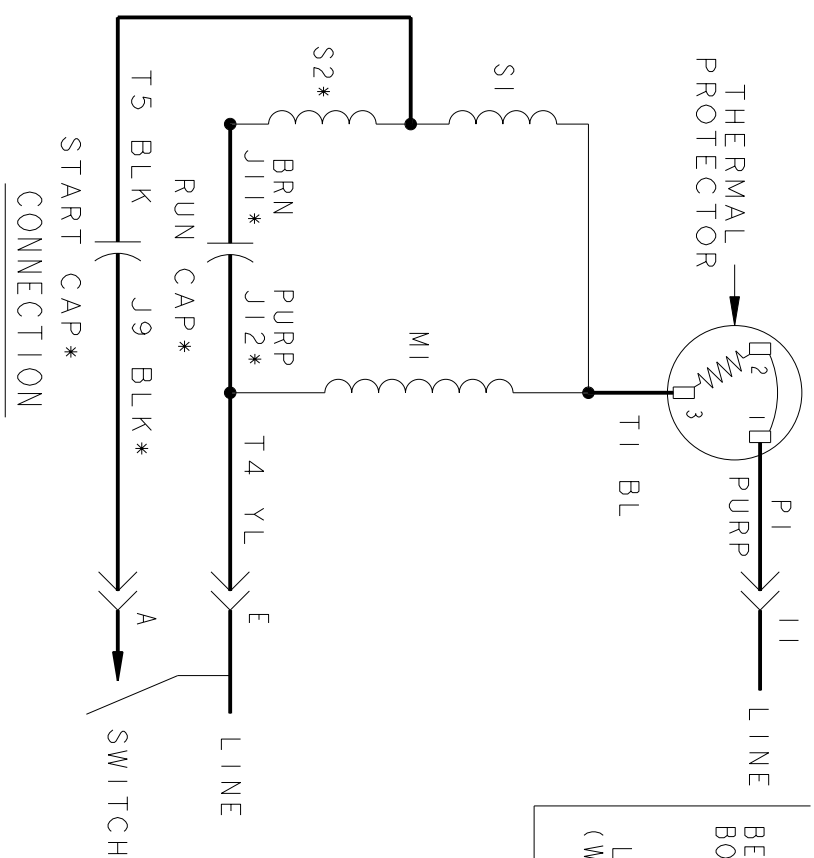 THERMAL
PROTECTOR
2
1
3
P1
PURP
11
LINE
T1 BL
S1
S2*
M1
BRN
J11*
PURP
J12*
RUN CAP*
T4 YL
E
LINE
T5 BLK
J9 BLK*
START CAP*
A
SWITCH
CONNECTION
BE
BO
L
(W